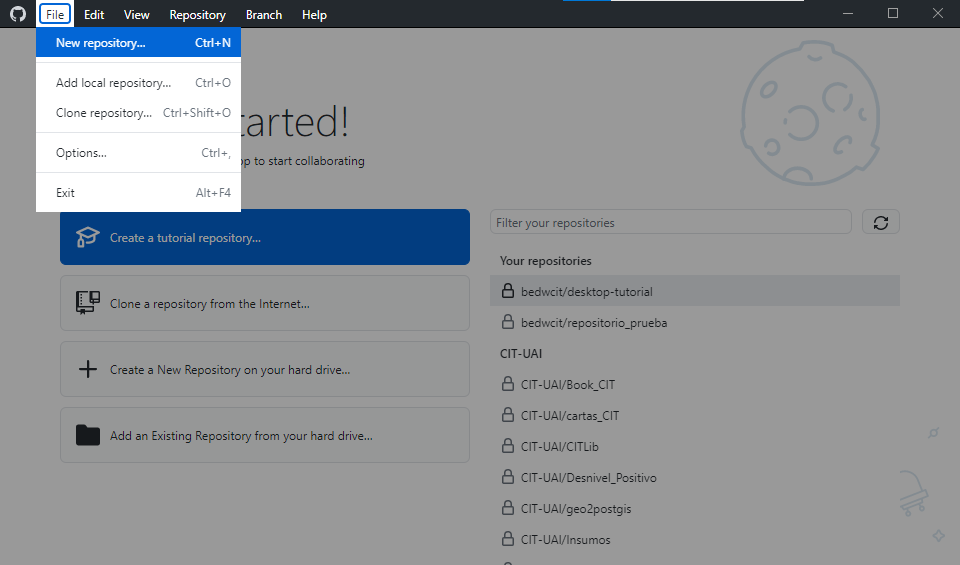 File Edit View Repository Branch Help
New repository... Ctrl+N
Add local repository... Ctrl+O
Clone repository... Ctrl+Shift+O
Options... Ctrl+,
Exit Alt+F4
tarted!
to start collaborating
Create a tutorial repository...
Clone a repository from the Internet...
Create a New Repository on your hard drive...
Add an Existing Repository from your hard drive...
Filter your repositories
Your repositories
bedwcit/desktop-tutorial
bedwcit/repositorio_prueba
CIT-UAI
CIT-UAI/Book_CIT
CIT-UAI/cartas_CIT
CIT-UAI/CITLib
CIT-UAI/Desnivel_Positivo
CIT-UAI/geo2postgis
CIT-UAI/Insumos